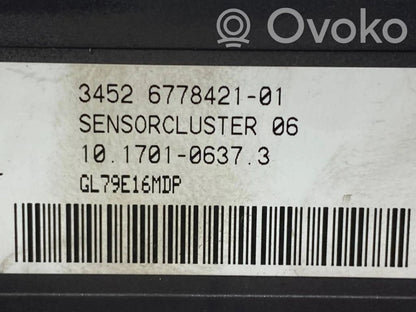 Ovoko
3452 6778421-01
SENSORCLUSTER 06
10.1701-0637.3
GL79E16MDP